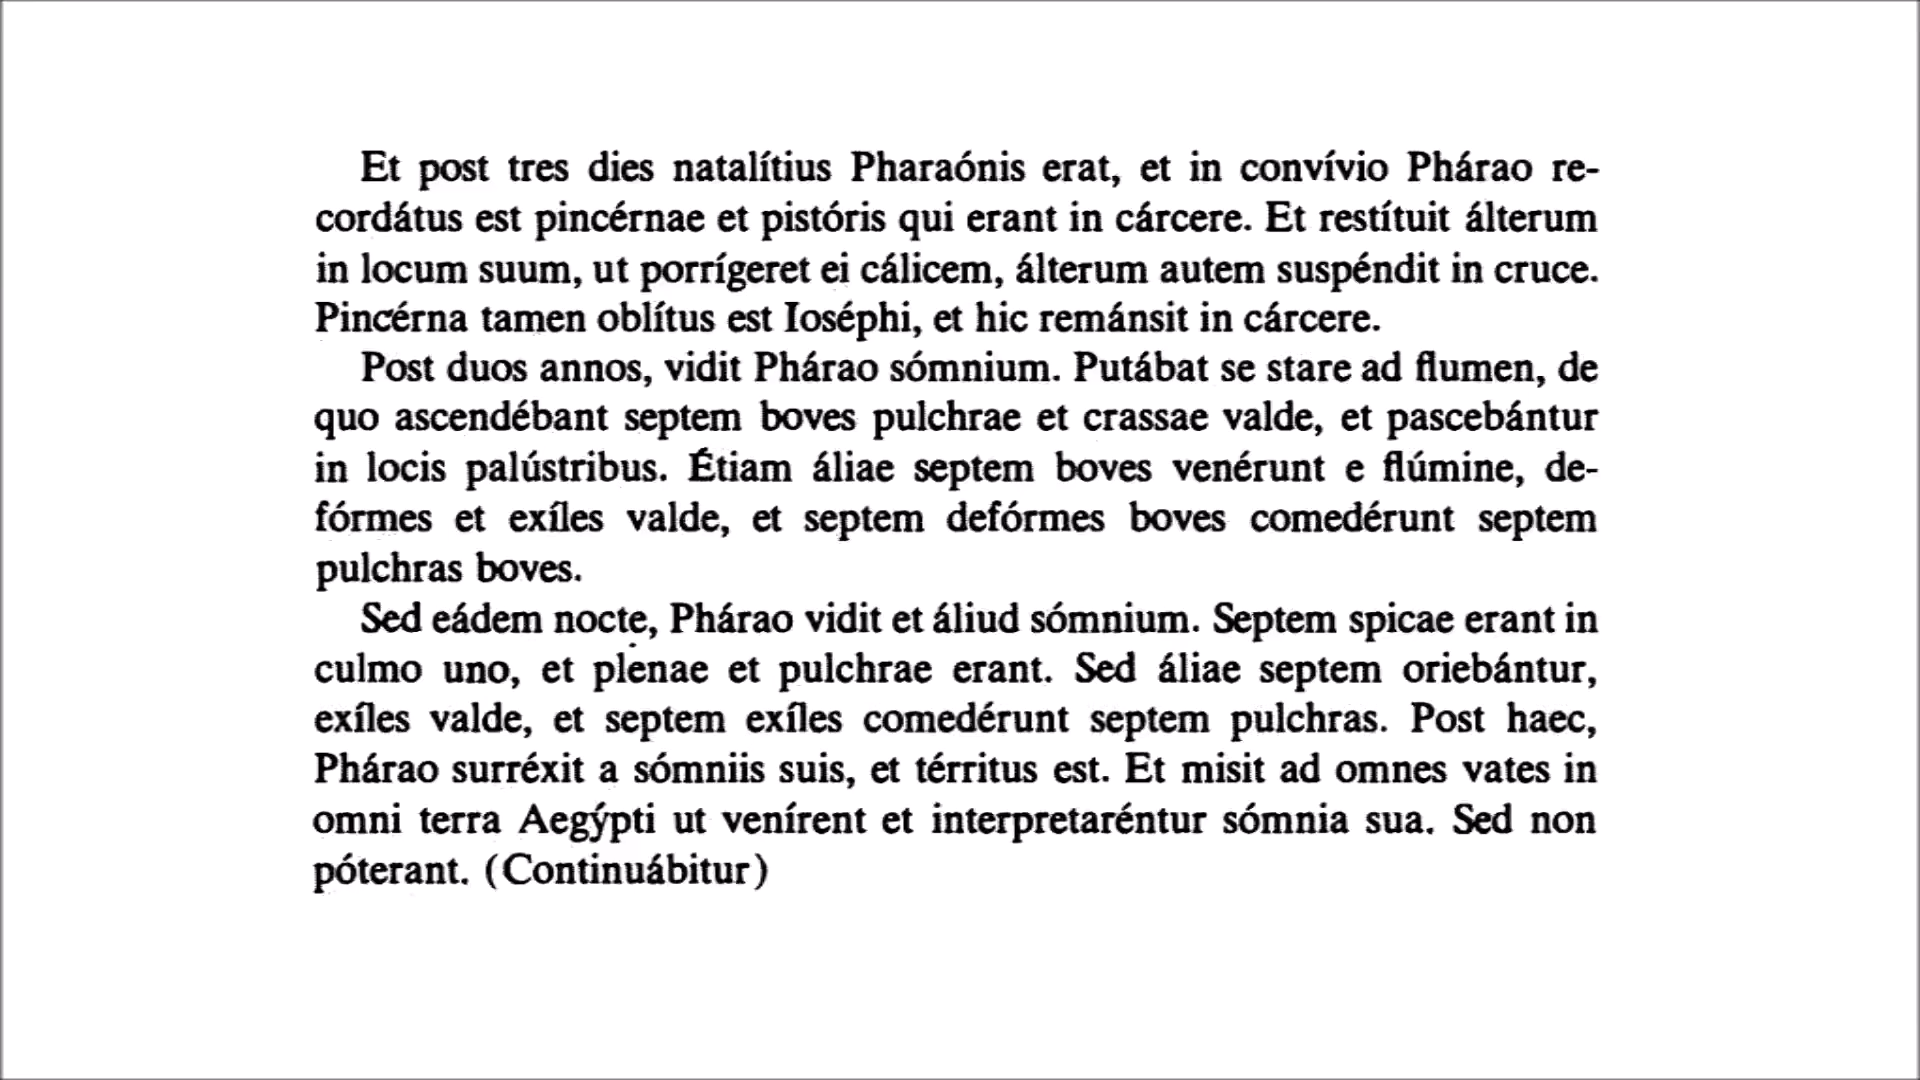 Et post tres dies natalítius Pharaónis erat, et in convívio Phárao re-
cordátus est pincérnae et pistóris qui erant in cárcere. Et restítuit álterum
in locum suum, ut porrígeret ei cálicem, álterum autem suspéndit in cruce.
Pincérna tamen oblítus est Ioséphi, et hic remánsit in cárcere.
Post duos annos, vidit Phárao sómnium. Putábat se stare ad flumen, de
quo ascendébant septem boves pulchrae et crassae valde, et pascebántur
in locis palústribus. Étiam áliae septem boves venérunt e flúmine, de-
fórmes et exíles valde, et septem defórmes boves comedérunt septem
pulchras boves.
Sed eádem nocte, Phárao vidit et áliud sómnium. Septem spicae erant in
culmo uno, et plenae et pulchrae erant. Sed áliae septem oriebántur,
exíles valde, et septem exíles comedérunt septem pulchras. Post haec,
Phárao surréxit a sómniis suis, et térritus est. Et misit ad omnes vates in
omni terra Aegýpti ut venírent et interpretaréntur sómnia sua. Sed non
póterant. (Continuábitur)